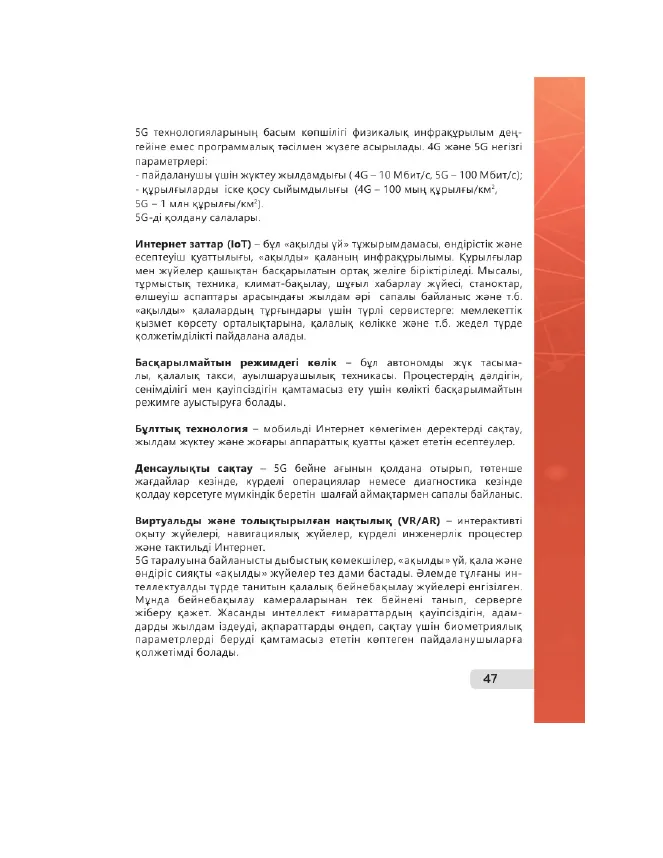 5G технологияларының басым көпшілігі физикалық инфрақұрылым дең-
гейіне емес программалық тәсілмен жүзеге асырылады. 4G және 5G негізгі
параметрлері:
- пайдаланушы үшін жүктеу жылдамдығы ( 4G – 10 Мбит/с, 5G – 100 Мбит/с);
- құрылғыларды іске қосу сыйымдылығы (4G – 100 мың құрылғы/км²,
5G – 1 млн құрылғы/км²).
5G-ді қолдану салалары.
Интернет заттар (IoT) – бұл «ақылды үй» тұжырымдамасы, өндірістік және
есептеуіш қуаттылығы, «ақылды» қаланың инфрақұрылымы. Құрылғылар
мен жүйелер қашықтан басқарылатын ортақ желіге біріктіріледі. Мысалы,
тұрмыстық техника, климат-бақылау, шұғыл хабарлау жүйесі, станоктар,
өлшеуіш аспаптары арасындағы жылдам әрі сапалы байланыс және т.б.
«ақылды» қалалардың тұрғындары үшін түрлі сервистерге: мемлекеттік
қызмет көрсету орталықтарына, қалалық көлікке және т.б. жедел түрде
қолжетімділікті пайдалана алады.
Басқарылмайтын режимдегі көлік – бұл автономды жүк тасыма-
лы, қалалық такси, ауылшаруашылық техникасы. Процестердің дәлдігін,
сенімділігі мен қауіпсіздігін қамтамасыз ету үшін көлікті басқарылмайтын
режимге ауыстыруға болады.
Бұлттық технология – мобильді Интернет көмегімен деректерді сақтау,
жылдам жүктеу және жоғары аппараттық қуатты қажет ететін есептеулер.
Денсаулықты сақтау – 5G бейне ағынын қолдана отырып, төтенше
жағдайлар кезінде, күрделі операциялар немесе диагностика кезінде
қолдау көрсетуге мүмкіндік беретін шалғай аймақтармен сапалы байланыс.
Виртуальды және толықтырылған нақтылық (VR/AR) – интерактивті
оқыту жүйелері, навигациялық жүйелер, күрделі инженерлік процестер
және тактильді Интернет.
5G таралуына байланысты дыбыстық көмекшілер, «ақылды» үй, қала және
өндіріс сияқты «ақылды» жүйелер тез дами бастады. Әлемде тұлғаны ин-
теллектуалды түрде танитын қалалық бейнебақылау жүйелері енгізілген.
Мұнда бейнебақылау камераларынан тек бейнені танып, серверге
жіберу қажет. Жасанды интеллект ғимараттардың қауіпсіздігін, адам-
дарды жылдам іздеуді, ақпараттарды өңдеп, сақтау үшін биометриялық
параметрлерді беруді қамтамасыз ететін көптеген пайдаланушыларға
қолжетімді болады.
47